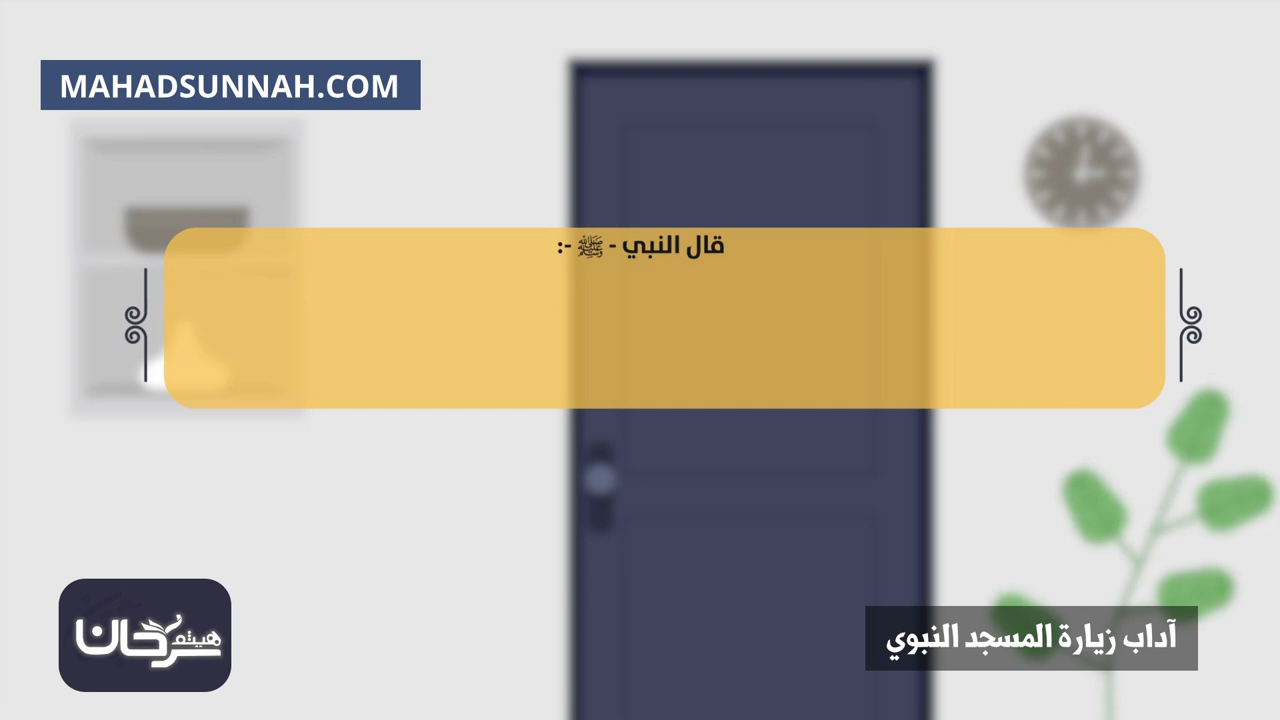 MAHADSUNNAH.COM
قال النبي - ﷺ -:
آداب زيارة المسجد النبوي
هيثم سرحان